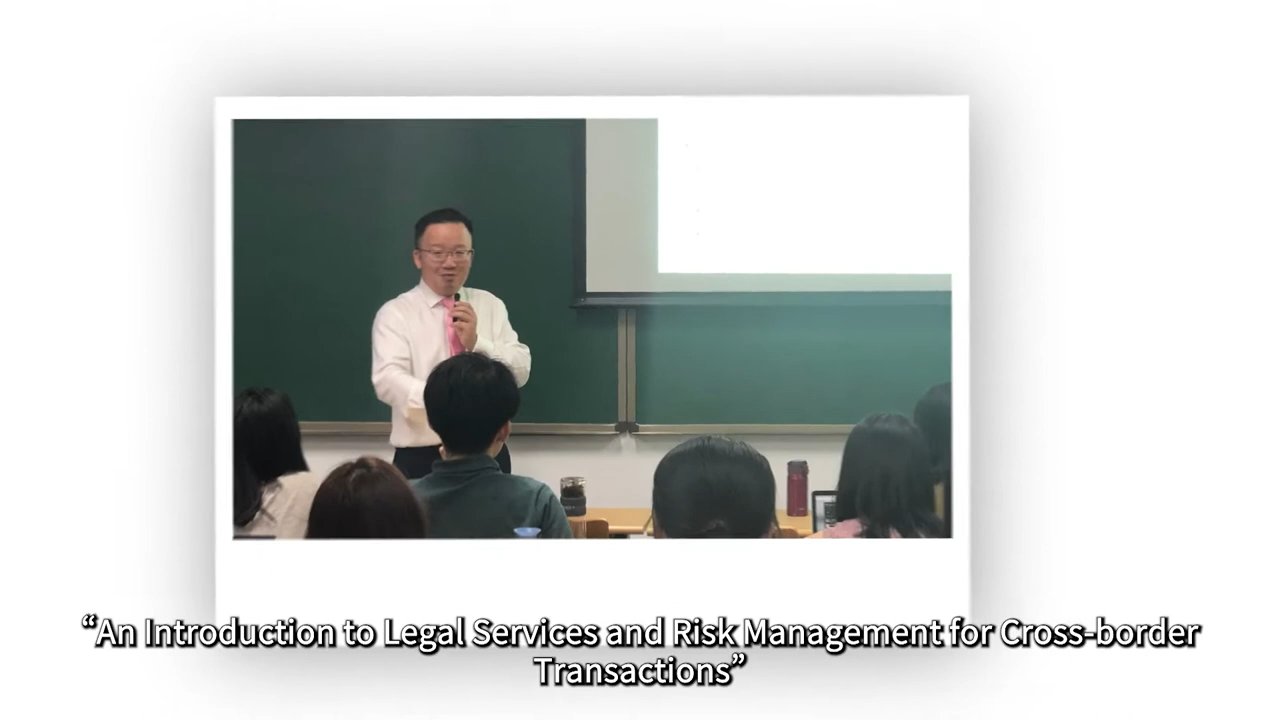 “An Introduction to Legal Services and Risk Management for Cross-border
Transactions”